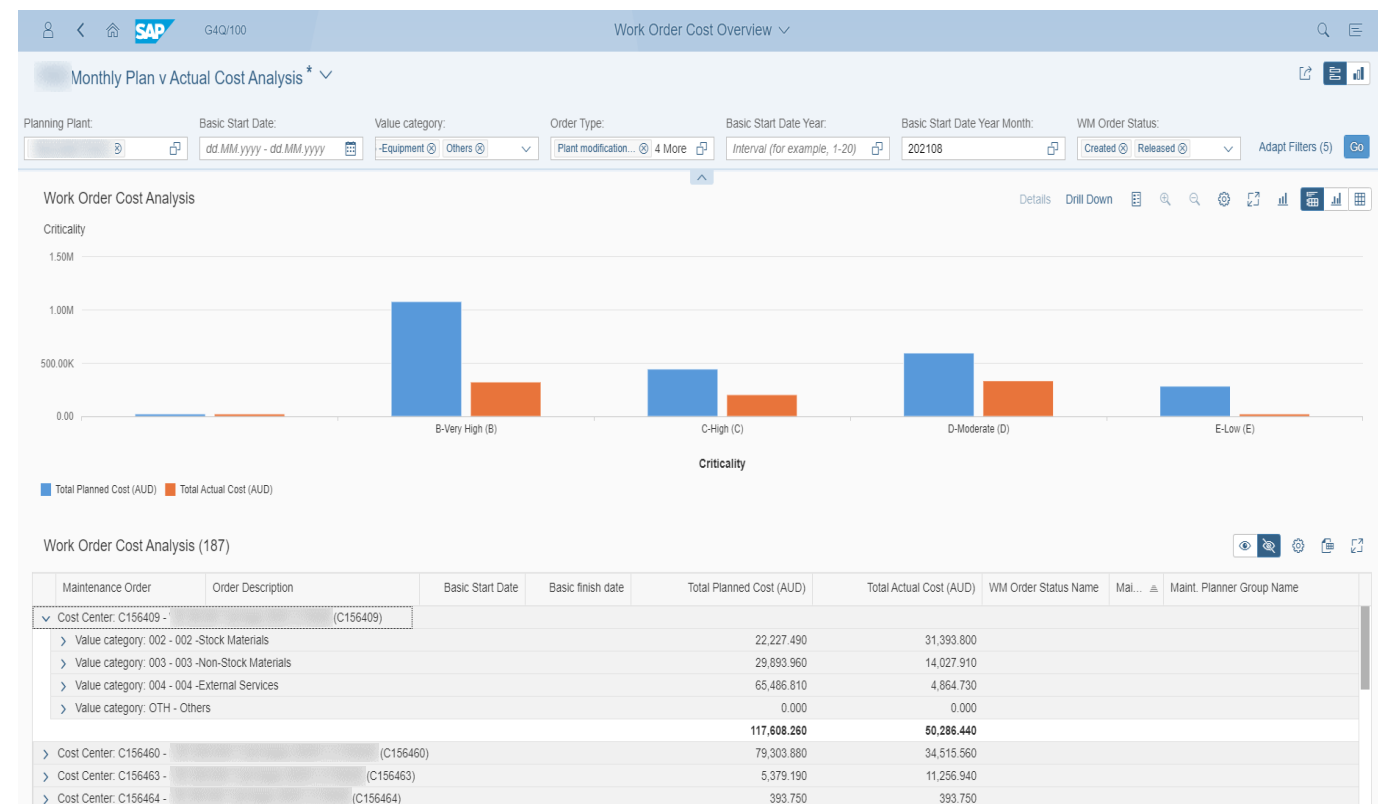 SAP G4Q/100 Work Order Cost Overview
Monthly Plan v Actual Cost Analysis *
Planning Plant: Basic Start Date: Value category: Order Type: Basic Start Date Year: Basic Start Date Year Month: WM Order Status:
dd.MM.yyyy - dd.MM.yyyy -Equipment Others Plant modification... 4 More Interval (for example, 1-20) 202108 Created Released Adapt Filters (5) Go
Work Order Cost Analysis Details Drill Down
Criticality
1.50M
1.00M
500.00K
0.00
B-Very High (B) C-High (C) D-Moderate (D) E-Low (E)
Criticality
Total Planned Cost (AUD) Total Actual Cost (AUD)
Work Order Cost Analysis (187)
Maintenance Order Order Description Basic Start Date Basic finish date Total Planned Cost (AUD) Total Actual Cost (AUD) WM Order Status Name Mai... Maint. Planner Group Name
Cost Center: C156409 - (C156409)
Value category: 002 - 002 -Stock Materials 22,227.490 31,393.800
Value category: 003 - 003 -Non-Stock Materials 29,893.960 14,027.910
Value category: 004 - 004 -External Services 65,486.810 4,864.730
Value category: OTH - Others 0.000 0.000
117,608.260 50,286.440
Cost Center: C156460 - (C156460) 79,303.880 34,515.560
Cost Center: C156463 - (C156463) 5,379.190 11,256.940
Cost Center: C156464 - (C156464) 393.750 393.750